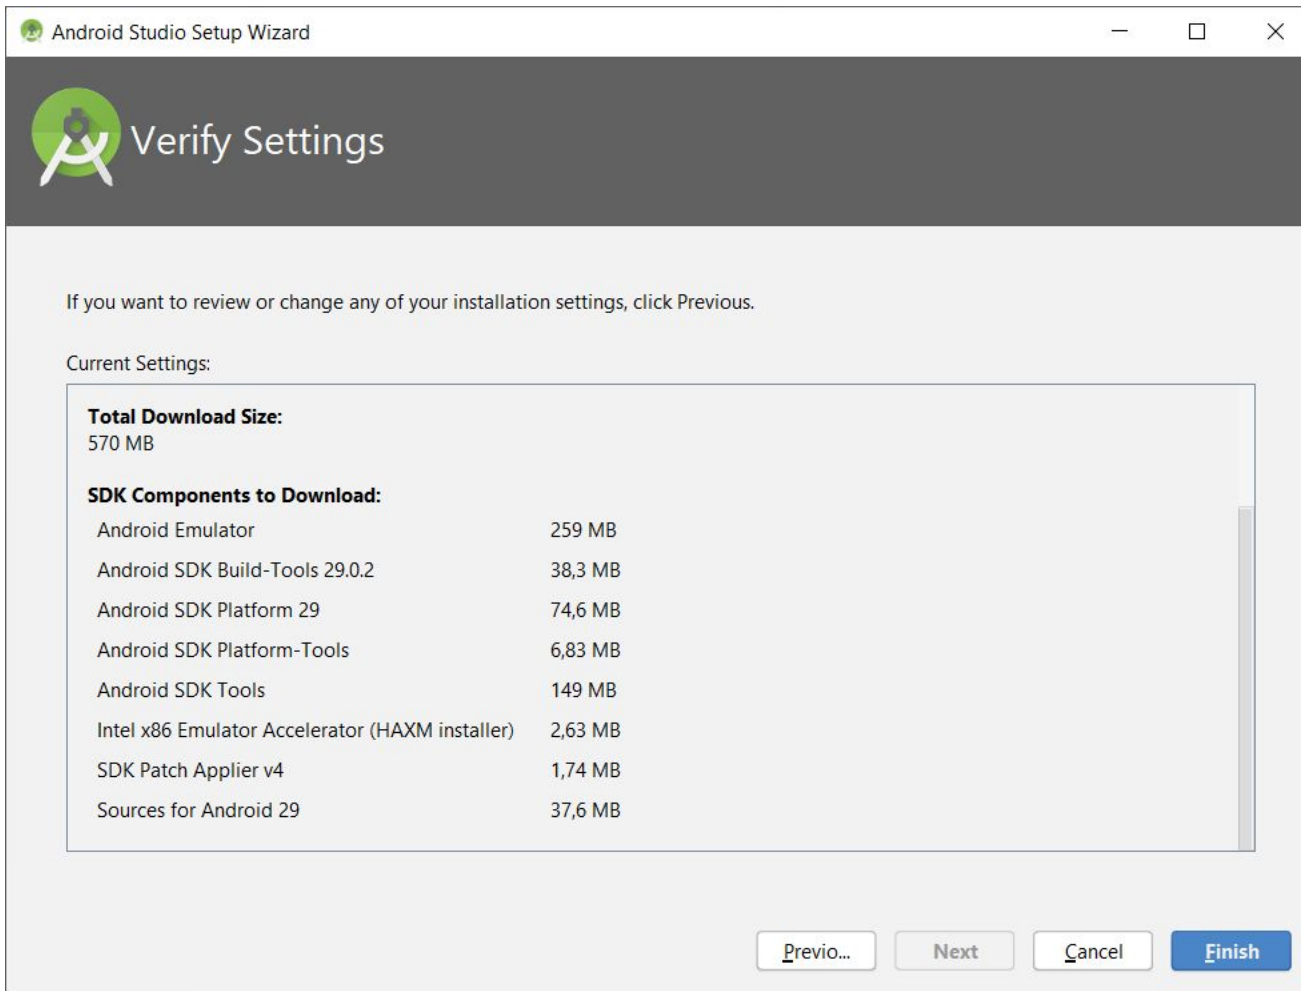 Android Studio Setup Wizard
Verify Settings
If you want to review or change any of your installation settings, click Previous.
Current Settings:
Total Download Size:
570 MB
SDK Components to Download:
Android Emulator 259 MB
Android SDK Build-Tools 29.0.2 38,3 MB
Android SDK Platform 29 74,6 MB
Android SDK Platform-Tools 6,83 MB
Android SDK Tools 149 MB
Intel x86 Emulator Accelerator (HAXM installer) 2,63 MB
SDK Patch Applier v4 1,74 MB
Sources for Android 29 37,6 MB
Previo... Next Cancel Finish